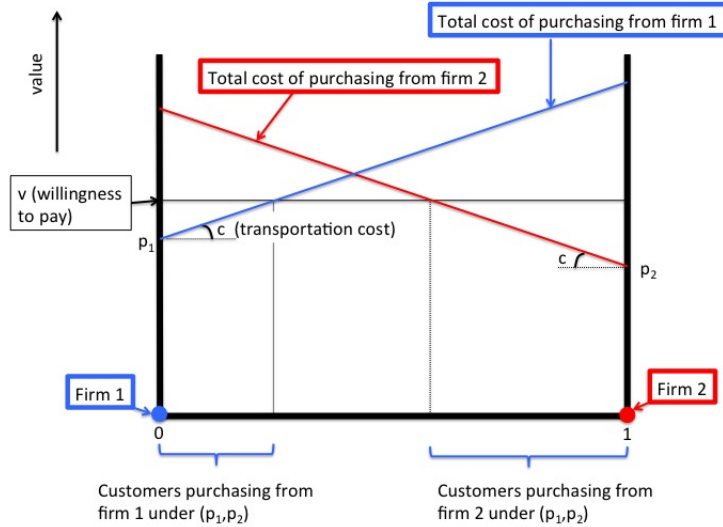 Total cost of purchasing from firm 1
value
Total cost of purchasing from firm 2
v (willingness
to pay)
p1
c (transportation cost)
c
p2
Firm 1
Firm 2
0
1
Customers purchasing from
firm 1 under (p1,p2)
Customers purchasing from
firm 2 under (p1,p2)